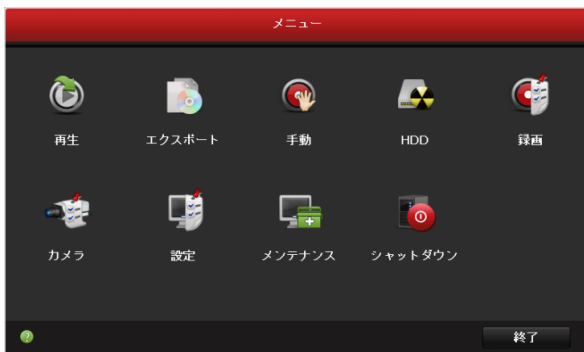 メニュー
再生
エクスポート
手動
HDD
録画
カメラ
設定
メンテナンス
シャットダウン
?
終了